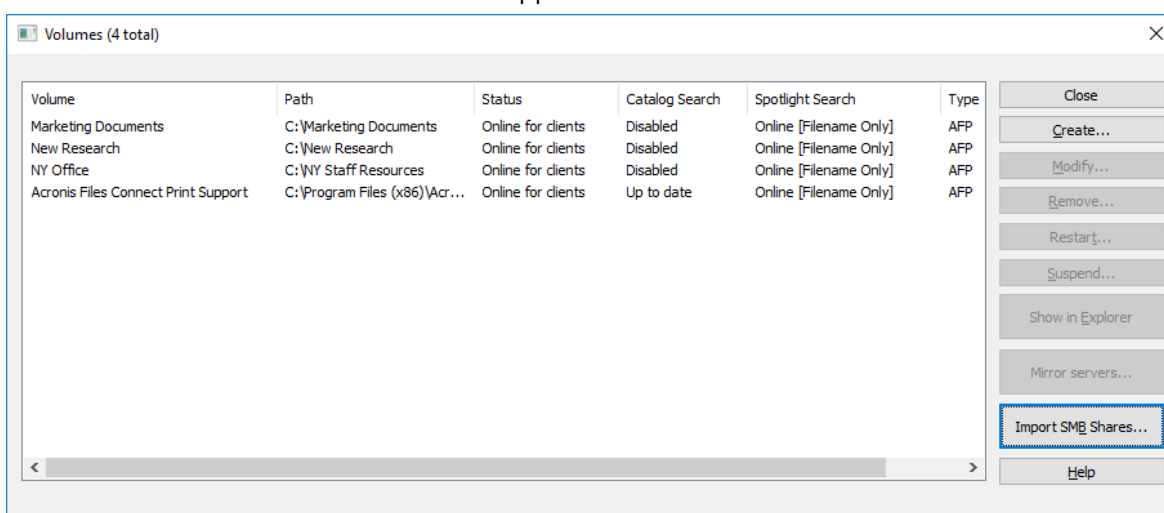 Volumes (4 total)
Volume Path Status Catalog Search Spotlight Search Type
Marketing Documents C:\Marketing Documents Online for clients Disabled Online [Filename Only] AFP
New Research C:\New Research Online for clients Disabled Online [Filename Only] AFP
NY Office C:\NY Staff Resources Online for clients Disabled Online [Filename Only] AFP
Acronis Files Connect Print Support C:\Program Files (x86)\Acr... Online for clients Up to date Online [Filename Only] AFP
Close
Create...
Modify...
Remove...
Restart...
Suspend...
Show in Explorer
Mirror servers...
Import SMB Shares...
Help